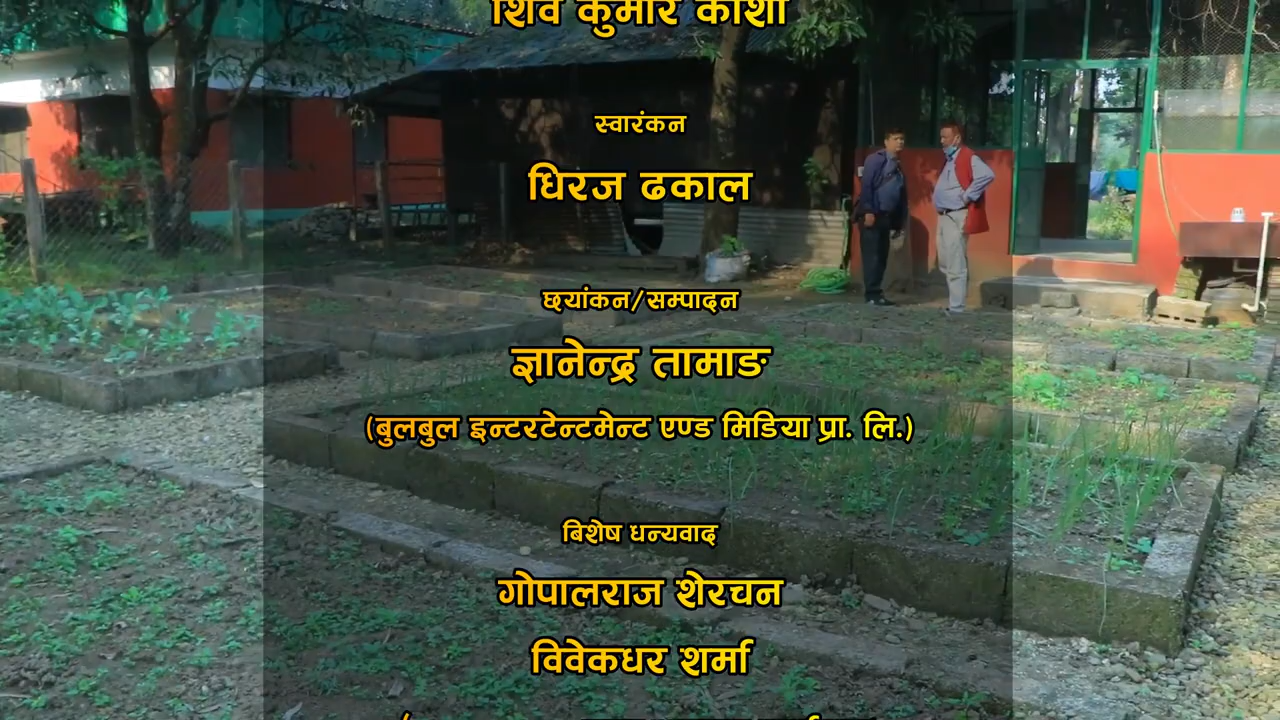 शिव कुमार काशी
स्वारंकन
धिरज ढकाल
छयांकन/सम्पादन
ज्ञानेन्द्र तामाङ
(बुलबुल इन्टरटेन्टमेन्ट एण्ड मिडिया प्रा. लि.)
बिशेष धन्यवाद
गोपालराज शेरचन
विवेकधर शर्मा